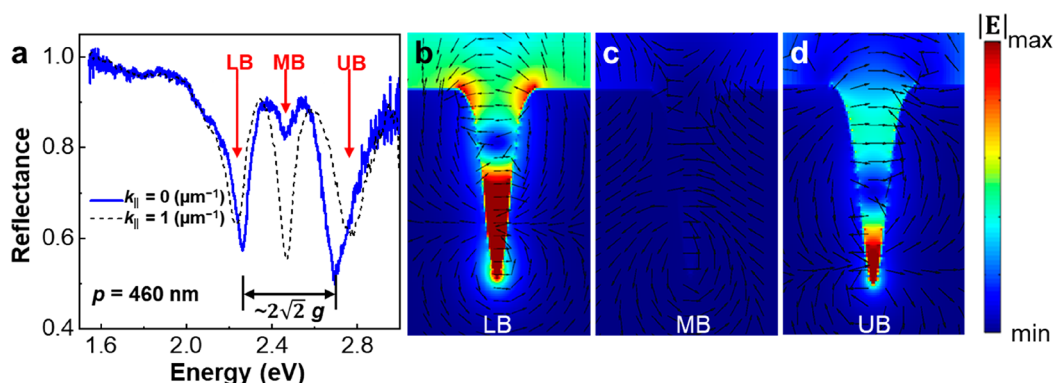 a
LB MB UB
1.0
0.8
0.6
0.4
Reflectance
k∥ = 0 (μm⁻¹)
k∥ = 1 (μm⁻¹)
p = 460 nm
~2√2 g
1.6 2.0 2.4 2.8
Energy (eV)
b
LB
c
MB
d
UB
|E|
max
min